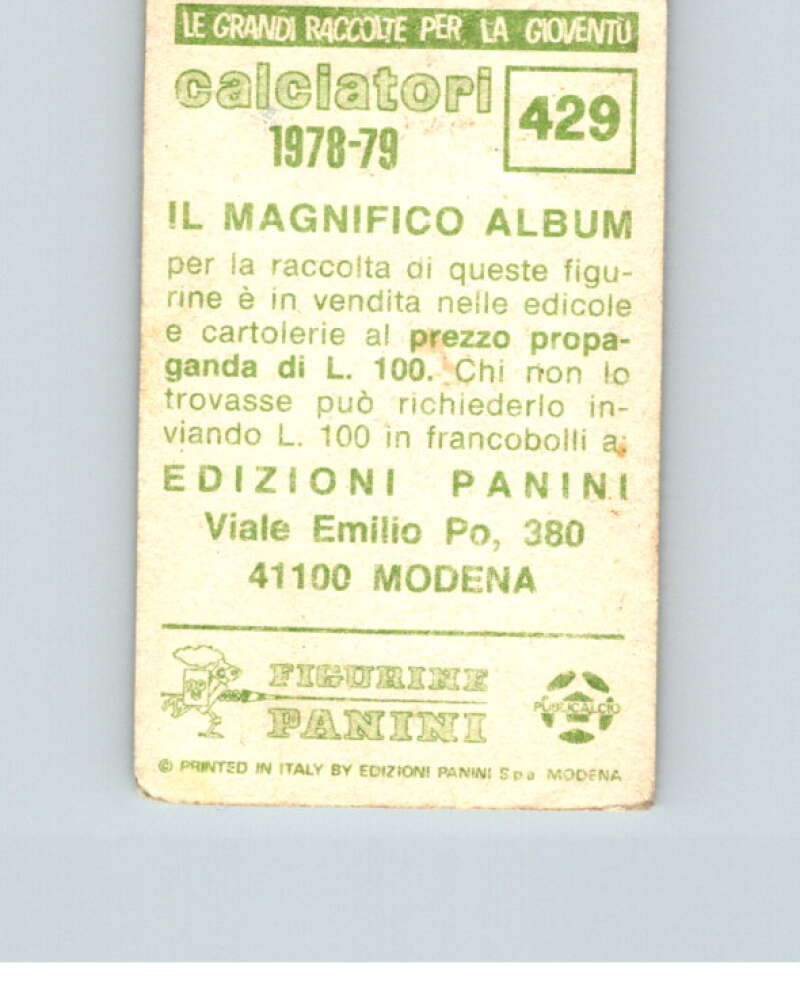 LE GRANDI RACCOLTE PER LA GIOVENTÙ
calciatori
1978-79
429
IL MAGNIFICO ALBUM
per la raccolta di queste figu-
rine è in vendita nelle edicole
e cartolerie al prezzo propa-
ganda di L. 100. Chi non lo
trovasse può richiederlo in-
viando L. 100 in francobolli a:
EDIZIONI PANINI
Viale Emilio Po, 380
41100 MODENA
FIGURINE
PANINI
PUBLICALCIO
© PRINTED IN ITALY BY EDIZIONI PANINI S.p.a. MODENA